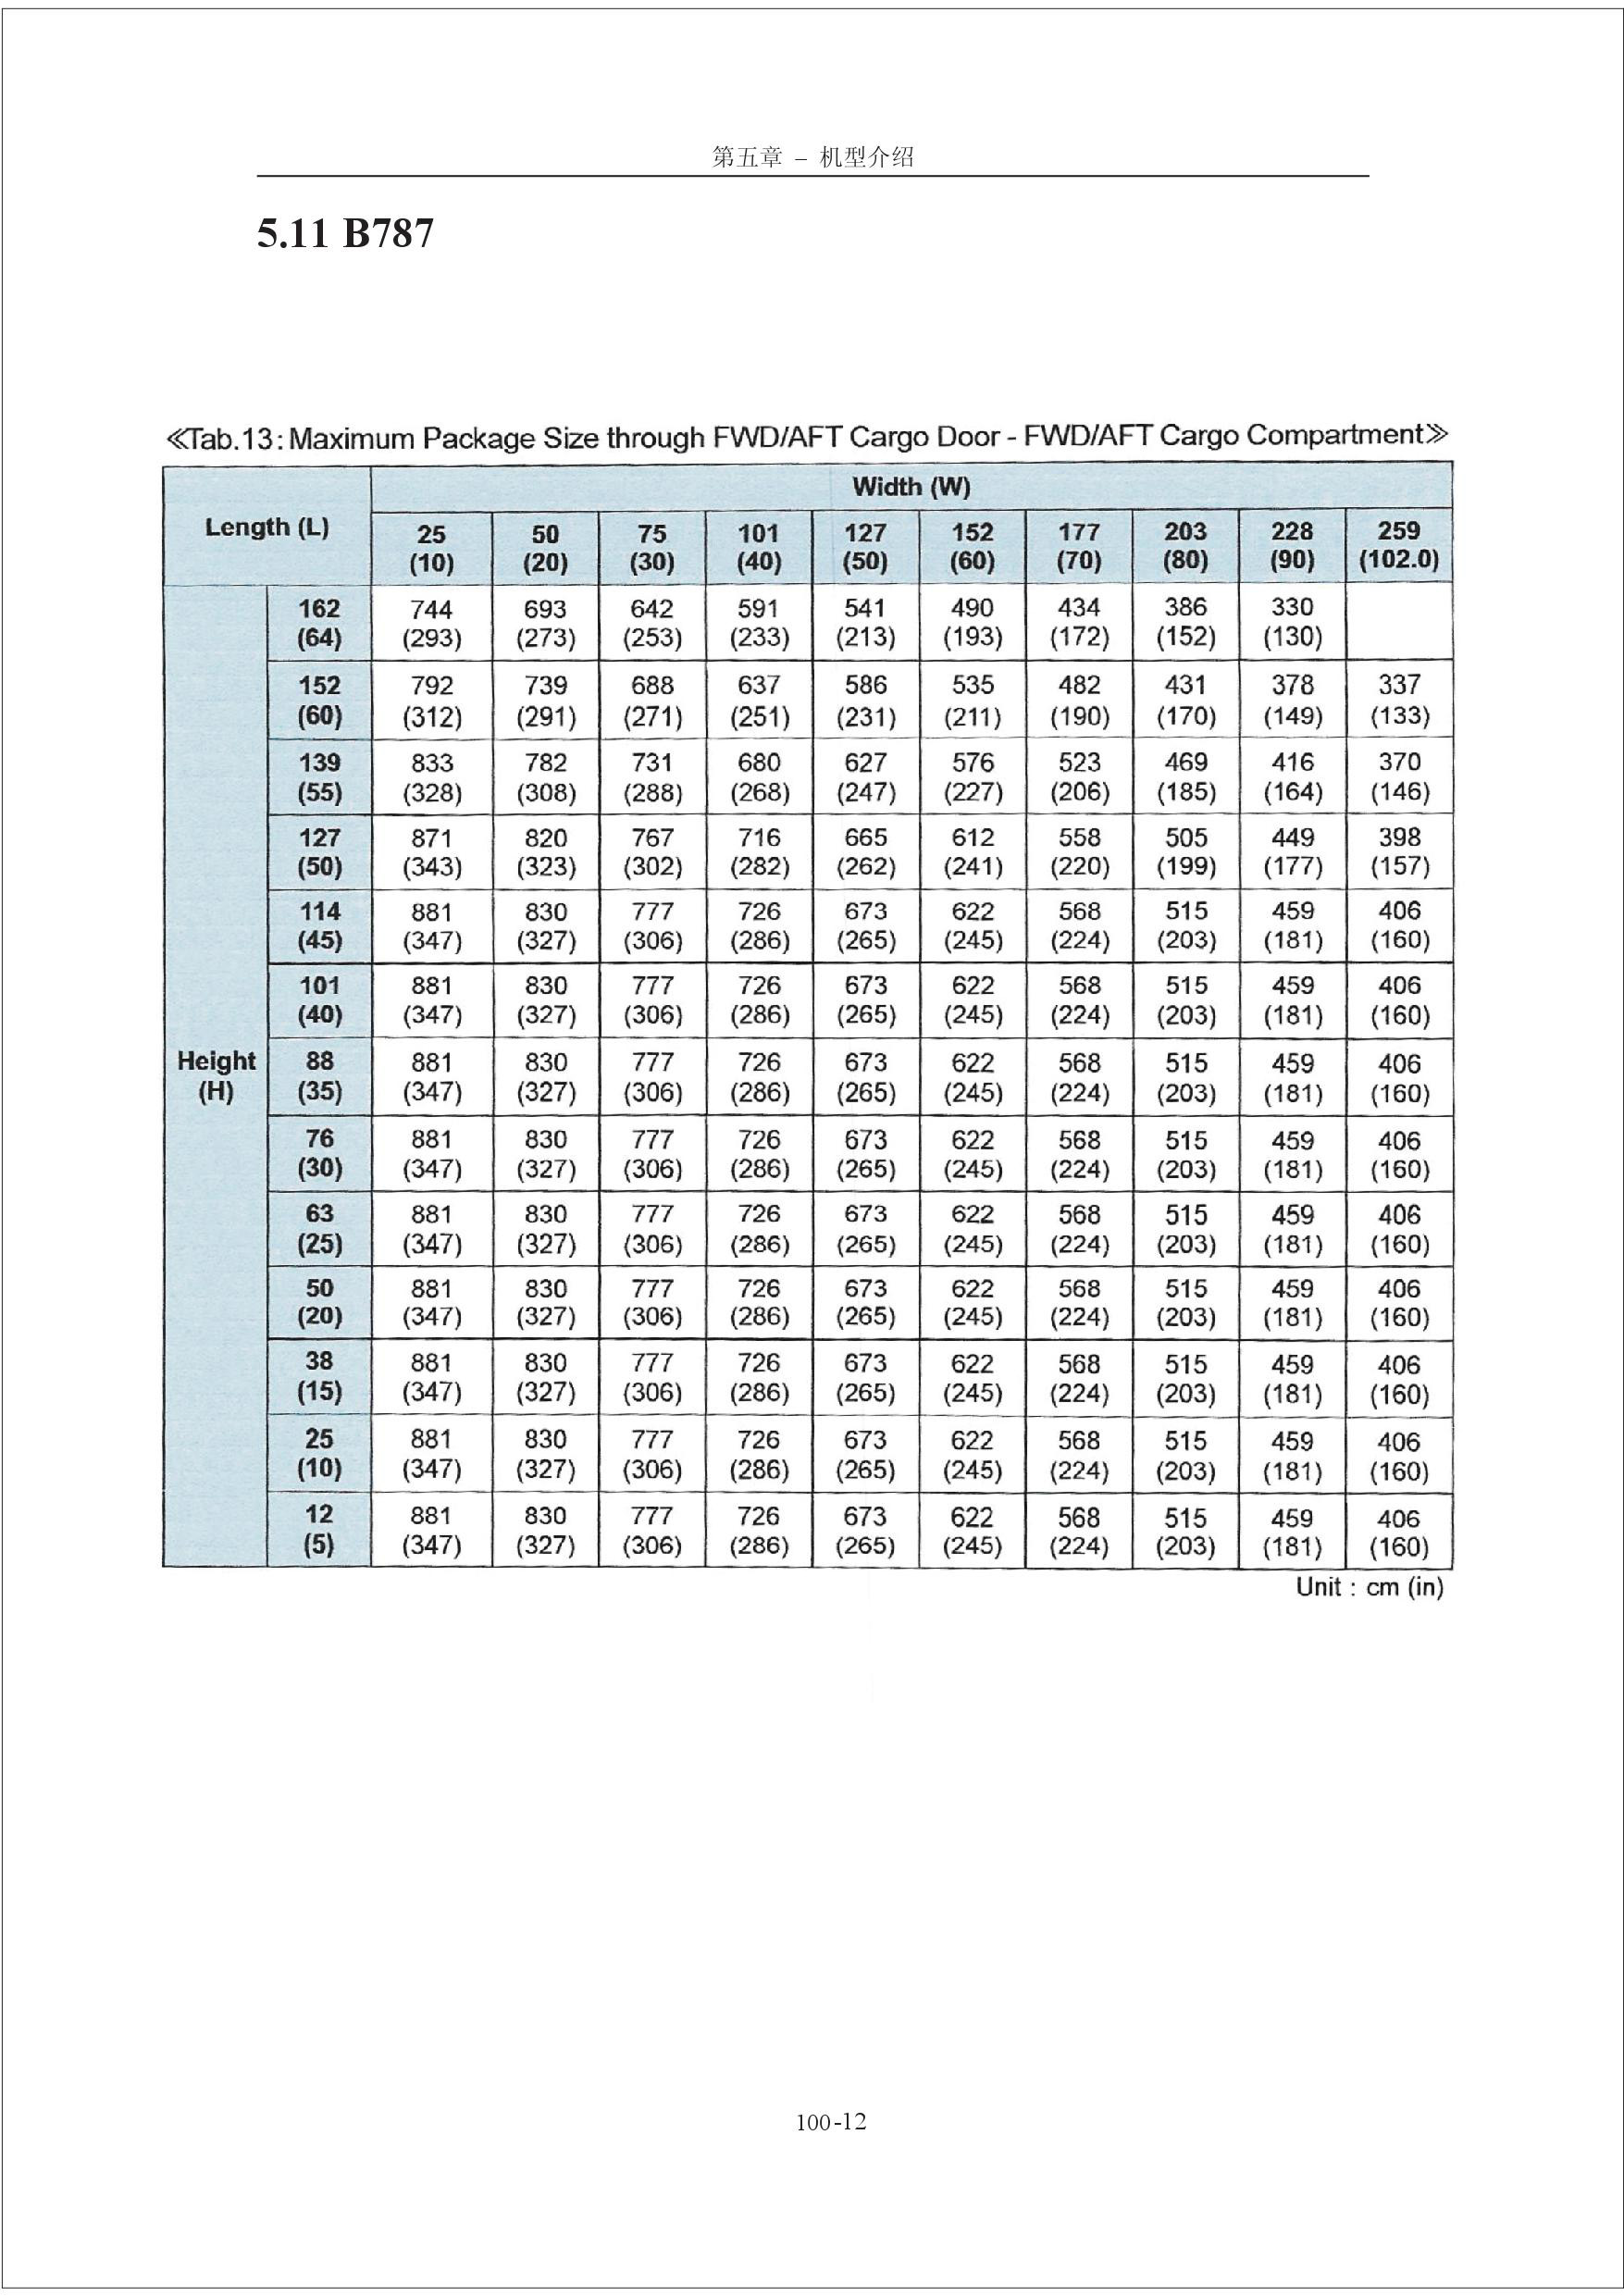 第五章 – 机型介绍
5.11 B787
≪Tab.13: Maximum Package Size through FWD/AFT Cargo Door - FWD/AFT Cargo Compartment≫
Length (L) Width (W)
25 50 75 101 127 152 177 203 228 259
(10) (20) (30) (40) (50) (60) (70) (80) (90) (102.0)
162 744 693 642 591 541 490 434 386 330
(64) (293) (273) (253) (233) (213) (193) (172) (152) (130)
152 792 739 688 637 586 535 482 431 378 337
(60) (312) (291) (271) (251) (231) (211) (190) (170) (149) (133)
139 833 782 731 680 627 576 523 469 416 370
(55) (328) (308) (288) (268) (247) (227) (206) (185) (164) (146)
127 871 820 767 716 665 612 558 505 449 398
(50) (343) (323) (302) (282) (262) (241) (220) (199) (177) (157)
114 881 830 777 726 673 622 568 515 459 406
(45) (347) (327) (306) (286) (265) (245) (224) (203) (181) (160)
101 881 830 777 726 673 622 568 515 459 406
(40) (347) (327) (306) (286) (265) (245) (224) (203) (181) (160)
Height 88 881 830 777 726 673 622 568 515 459 406
(H) (35) (347) (327) (306) (286) (265) (245) (224) (203) (181) (160)
76 881 830 777 726 673 622 568 515 459 406
(30) (347) (327) (306) (286) (265) (245) (224) (203) (181) (160)
63 881 830 777 726 673 622 568 515 459 406
(25) (347) (327) (306) (286) (265) (245) (224) (203) (181) (160)
50 881 830 777 726 673 622 568 515 459 406
(20) (347) (327) (306) (286) (265) (245) (224) (203) (181) (160)
38 881 830 777 726 673 622 568 515 459 406
(15) (347) (327) (306) (286) (265) (245) (224) (203) (181) (160)
25 881 830 777 726 673 622 568 515 459 406
(10) (347) (327) (306) (286) (265) (245) (224) (203) (181) (160)
12 881 830 777 726 673 622 568 515 459 406
(5) (347) (327) (306) (286) (265) (245) (224) (203) (181) (160)
Unit : cm (in)
100-12